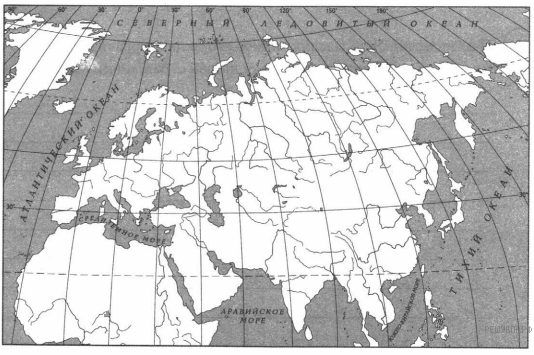 60° 30° 0° 30° 60° 90° 120° 150° 180°
СЕВЕРНЫЙ ЛЕДОВИТЫЙ ОКЕАН
АТЛАНТИЧЕСКИЙ ОКЕАН
30°
СРЕДИЗЕМНОЕ МОРЕ
ТИХИЙ ОКЕАН
АРАВИЙСКОЕ
МОРЕ